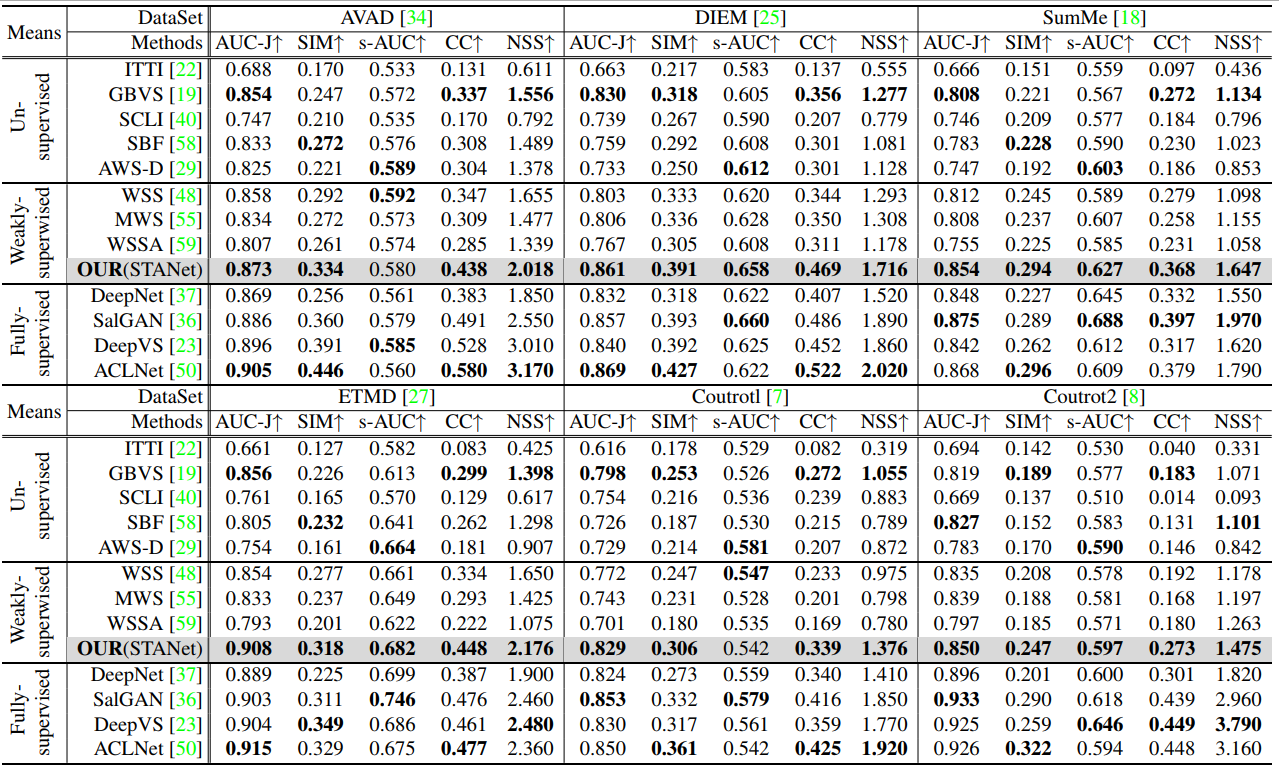 Means DataSet AVAD [34] DIEM [25] SumMe [18]
Methods AUC-J↑ SIM↑ s-AUC↑ CC↑ NSS↑ AUC-J↑ SIM↑ s-AUC↑ CC↑ NSS↑ AUC-J↑ SIM↑ s-AUC↑ CC↑ NSS↑
Un-
supervised
ITTI [22] 0.688 0.170 0.533 0.131 0.611 0.663 0.217 0.583 0.137 0.555 0.666 0.151 0.559 0.097 0.436
GBVS [19] 0.854 0.247 0.572 0.337 1.556 0.830 0.318 0.605 0.356 1.277 0.808 0.221 0.567 0.272 1.134
SCLI [40] 0.747 0.210 0.535 0.170 0.792 0.739 0.267 0.590 0.207 0.779 0.746 0.209 0.577 0.184 0.796
SBF [58] 0.833 0.272 0.576 0.308 1.489 0.759 0.292 0.608 0.301 1.081 0.783 0.228 0.590 0.230 1.023
AWS-D [29] 0.825 0.221 0.589 0.304 1.378 0.733 0.250 0.612 0.301 1.128 0.747 0.192 0.603 0.186 0.853
Weakly-
superwised
WSS [48] 0.858 0.292 0.592 0.347 1.655 0.803 0.333 0.620 0.344 1.293 0.812 0.245 0.589 0.279 1.098
MWS [55] 0.834 0.272 0.573 0.309 1.477 0.806 0.336 0.628 0.350 1.308 0.808 0.237 0.607 0.258 1.155
WSSA [59] 0.807 0.261 0.574 0.285 1.339 0.767 0.305 0.608 0.311 1.178 0.755 0.225 0.585 0.231 1.058
OUR(STANet) 0.873 0.334 0.580 0.438 2.018 0.861 0.391 0.658 0.469 1.716 0.854 0.294 0.627 0.368 1.647
Fully-
supervised
DeepNet [37] 0.869 0.256 0.561 0.383 1.850 0.832 0.318 0.622 0.407 1.520 0.848 0.227 0.645 0.332 1.550
SalGAN [36] 0.886 0.360 0.579 0.491 2.550 0.857 0.393 0.660 0.486 1.890 0.875 0.289 0.688 0.397 1.970
DeepVS [23] 0.896 0.391 0.585 0.528 3.010 0.840 0.392 0.625 0.452 1.860 0.842 0.262 0.612 0.317 1.620
ACLNet [50] 0.905 0.446 0.560 0.580 3.170 0.869 0.427 0.622 0.522 2.020 0.868 0.296 0.609 0.379 1.790
Means DataSet ETMD [27] Coutrotl [7] Coutrot2 [8]
Methods AUC-J↑ SIM↑ s-AUC↑ CC↑ NSS↑ AUC-J↑ SIM↑ s-AUC↑ CC↑ NSS↑ AUC-J↑ SIM↑ s-AUC↑ CC↑ NSS↑
Un-
supervised
ITTI [22] 0.661 0.127 0.582 0.083 0.425 0.616 0.178 0.529 0.082 0.319 0.694 0.142 0.530 0.040 0.331
GBVS [19] 0.856 0.226 0.613 0.299 1.398 0.798 0.253 0.526 0.272 1.055 0.819 0.189 0.577 0.183 1.071
SCLI [40] 0.761 0.165 0.570 0.129 0.617 0.754 0.216 0.536 0.239 0.883 0.669 0.137 0.510 0.014 0.093
SBF [58] 0.805 0.232 0.641 0.262 1.298 0.726 0.187 0.530 0.215 0.789 0.827 0.152 0.583 0.131 1.101
AWS-D [29] 0.754 0.161 0.664 0.181 0.907 0.729 0.214 0.581 0.207 0.872 0.783 0.170 0.590 0.146 0.842
Weakly-
superwised
WSS [48] 0.854 0.277 0.661 0.334 1.650 0.772 0.247 0.547 0.233 0.975 0.835 0.208 0.578 0.192 1.178
MWS [55] 0.833 0.237 0.649 0.293 1.425 0.743 0.231 0.528 0.201 0.798 0.839 0.188 0.581 0.168 1.197
WSSA [59] 0.793 0.201 0.622 0.222 1.075 0.701 0.180 0.535 0.169 0.780 0.797 0.185 0.571 0.180 1.263
OUR(STANet) 0.908 0.318 0.682 0.448 2.176 0.829 0.306 0.542 0.339 1.376 0.850 0.247 0.597 0.273 1.475
Fully-
supervised
DeepNet [37] 0.889 0.225 0.699 0.387 1.900 0.824 0.273 0.559 0.340 1.410 0.896 0.201 0.600 0.301 1.820
SalGAN [36] 0.903 0.311 0.746 0.476 2.460 0.853 0.332 0.579 0.416 1.850 0.933 0.290 0.618 0.439 2.960
DeepVS [23] 0.904 0.349 0.686 0.461 2.480 0.830 0.317 0.561 0.359 1.770 0.925 0.259 0.646 0.449 3.790
ACLNet [50] 0.915 0.329 0.675 0.477 2.360 0.850 0.361 0.542 0.425 1.920 0.926 0.322 0.594 0.448 3.160